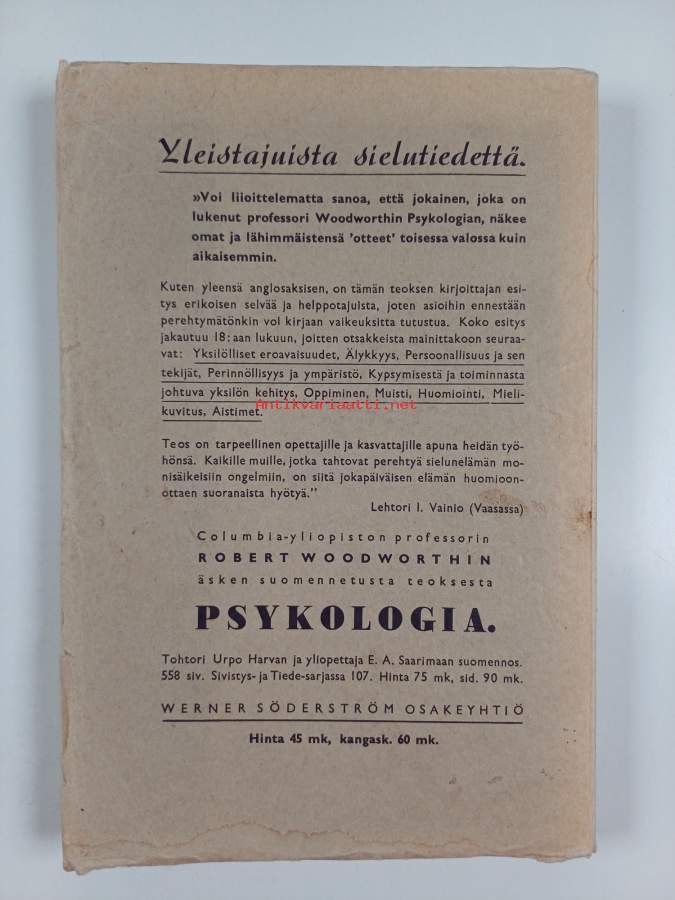 Yleistajuista sielutiedettä.
»Voi liioittelematta sanoa, että jokainen, joka on
lukenut professori Woodworthin Psykologian, näkee
omat ja lähimmäistensä 'otteet' toisessa valossa kuin
aikaisemmin.
Kuten yleensä anglosaksisen, on tämän teoksen kirjoittajan esi-
tys erikoisen selvää ja helppotajuista, joten asioihin ennestään
perehtymätönkin voi kirjaan vaikeuksitta tutustua. Koko esitys
jakautuu 18:aan lukuun, joitten otsakkeista mainittakoon seuraa-
vat: Yksilölliset eroavaisuudet, Älykkyys, Persoonallisuus ja sen
tekijät, Perinnöllisyys ja ympäristö, Kypsymisestä ja toiminnasta
johtuva yksilön kehitys, Oppiminen, Muisti, Huomiointi, Mieli-
kuvitus, Aistimet.
Antikvariaatti.net
Teos on tarpeellinen opettajille ja kasvattajille apuna heidän työ-
hönsä. Kaikille muille, jotka tahtovat perehtyä sielunelämän mo-
nisäikeisiin ongelmiin, on siitä jokapäiväisen elämän huomioon-
ottaen suoranaista hyötyä.”
Lehtori I. Vainio (Vaasassa)
Columbia-yliopiston professorin
ROBERT WOODWORTHIN
äsken suomennetusta teoksesta
PSYKOLOGIA.
Tohtori Urpo Harvan ja yliopettaja E. A. Saarimaan suomennos.
558 siv. Sivistys- ja Tiede-sarjassa 107. Hinta 75 mk, sid. 90 mk.
WERNER SÖDERSTRÖM OSAKEYHTIÖ
Hinta 45 mk, kangask. 60 mk.